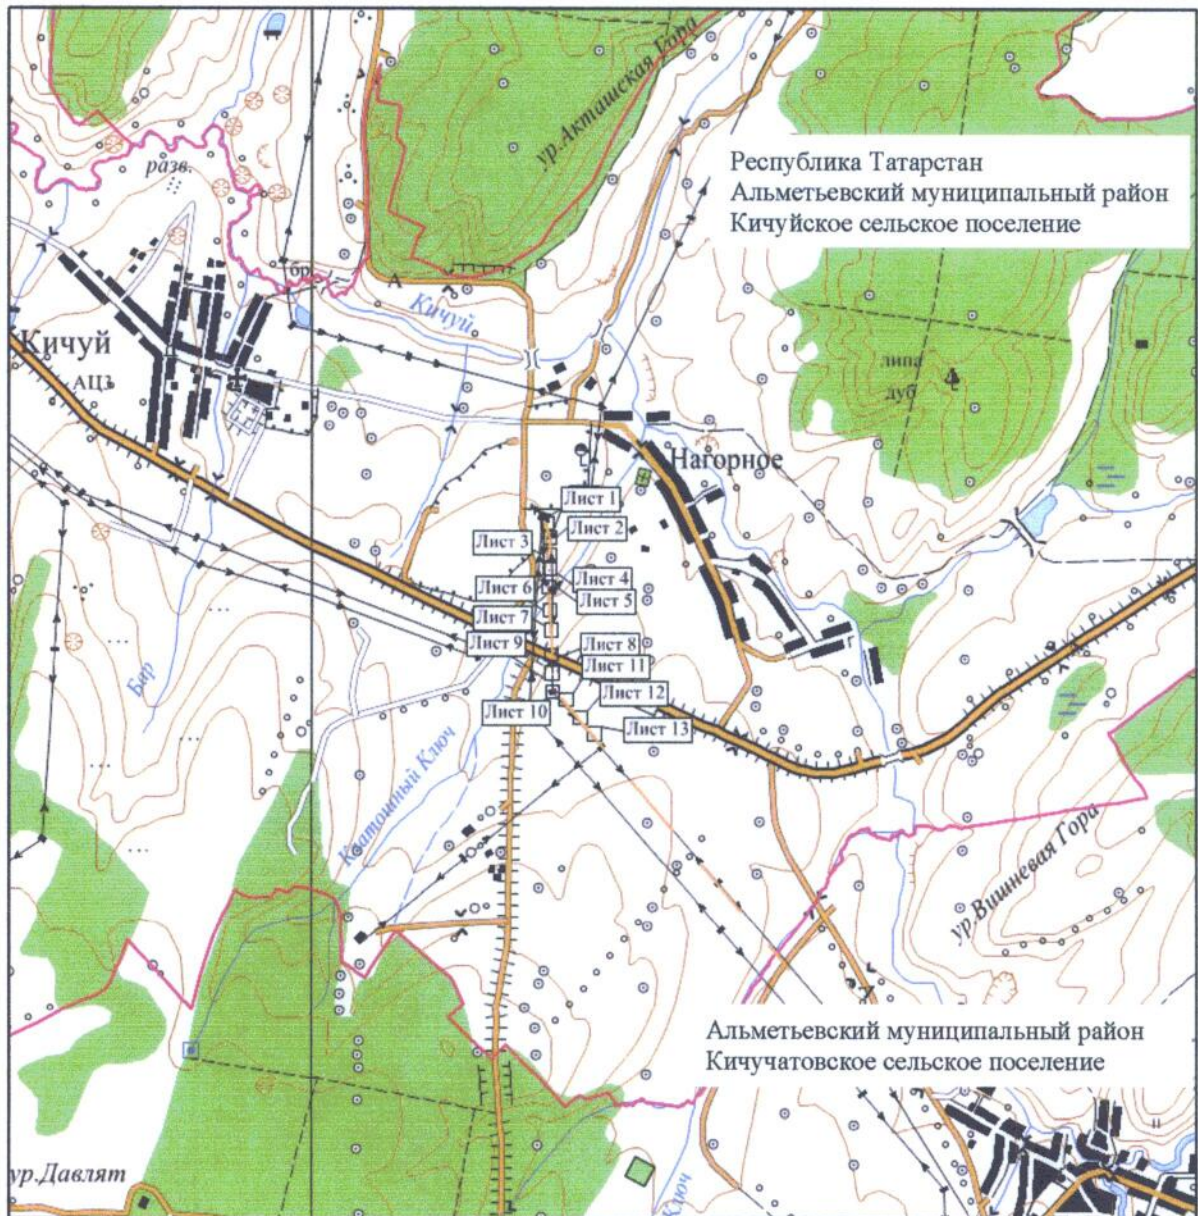 ур.Акташская Гора
Республика Татарстан
Альметьевский муниципальный район
Кичуйское сельское поселение
разв.
бр.
А
Кичуй
Кичуй
АЦЗ
липа
дуб
Нагорное
Лист 1
Лист 2
Лист 3
Лист 4
Лист 6
Лист 5
Лист 7
Лист 9
Лист 8
Лист 11
Лист 12
Лист 10
Лист 13
Бар
Ключ
ур.Вишневая Гора
Альметьевский муниципальный район
Кичучатовское сельское поселение
ур.Давлят
Ключ